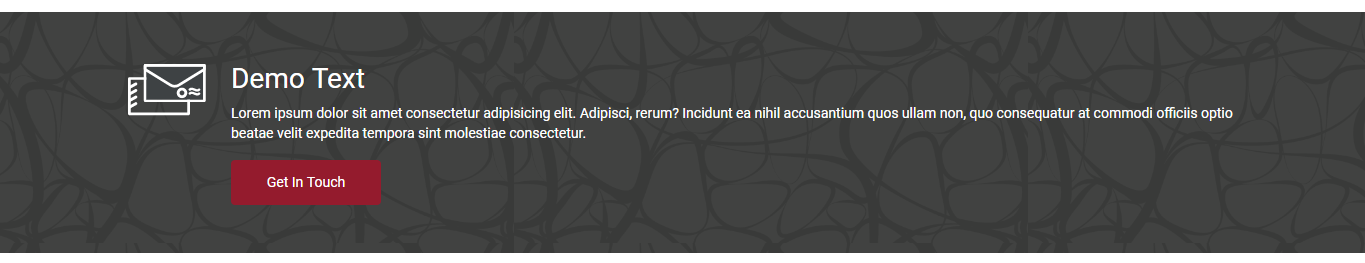 Demo Text
Lorem ipsum dolor sit amet consectetur adipisicing elit. Adipisci, rerum? Incidunt ea nihil accusantium quos ullam non, quo consequatur at commodi officiis optio
beatae velit expedita tempora sint molestiae consectetur.
Get In Touch